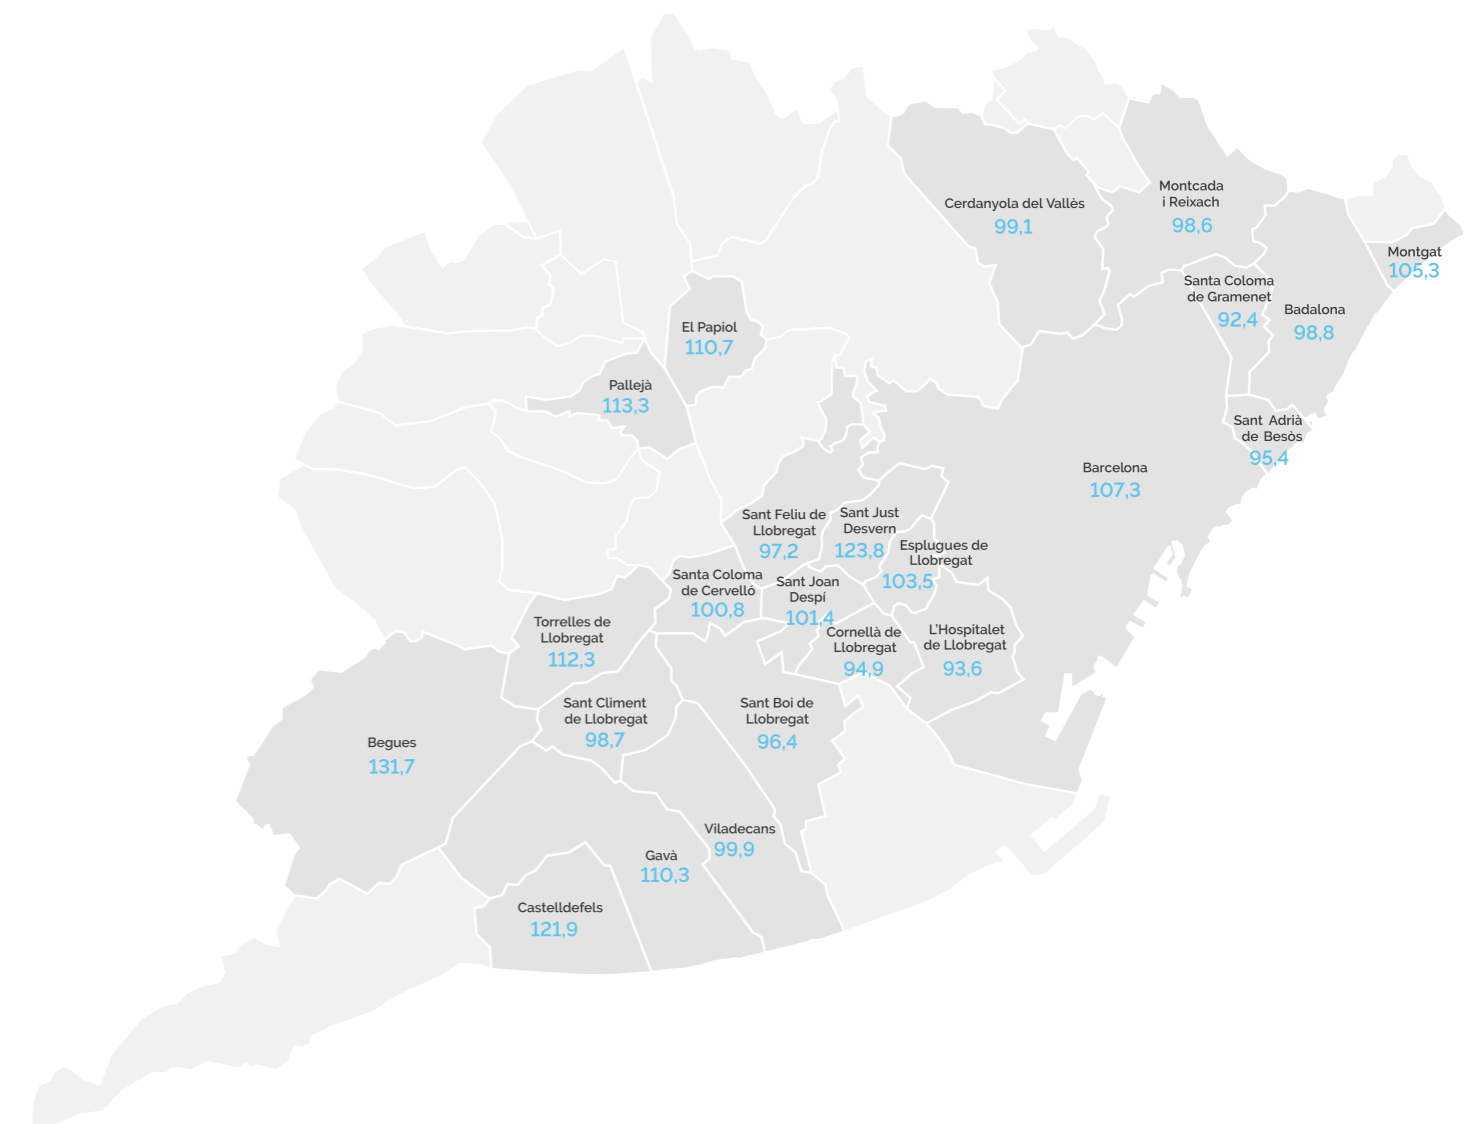 Montcada
i Reixach
98,6
Cerdanyola del Vallès
99,1
Montgat
105,3
Santa Coloma
de Gramenet
92,4
Badalona
98,8
El Papiol
110,7
Pallejà
113,3
Sant Adrià
de Besòs
95,4
Barcelona
107,3
Sant Feliu de
Llobregat
97,2
Sant Just
Desvern
123,8
Esplugues de
Llobregat
103,5
Santa Coloma
de Cervelló
100,8
Sant Joan
Despí
101,4
Torrelles de
Llobregat
112,3
Cornellà de
Llobregat
94,9
L'Hospitalet
de Llobregat
93,6
Sant Climent
de Llobregat
98,7
Sant Boi de
Llobregat
96,4
Begues
131,7
Viladecans
99,9
Gavà
110,3
Castelldefels
121,9